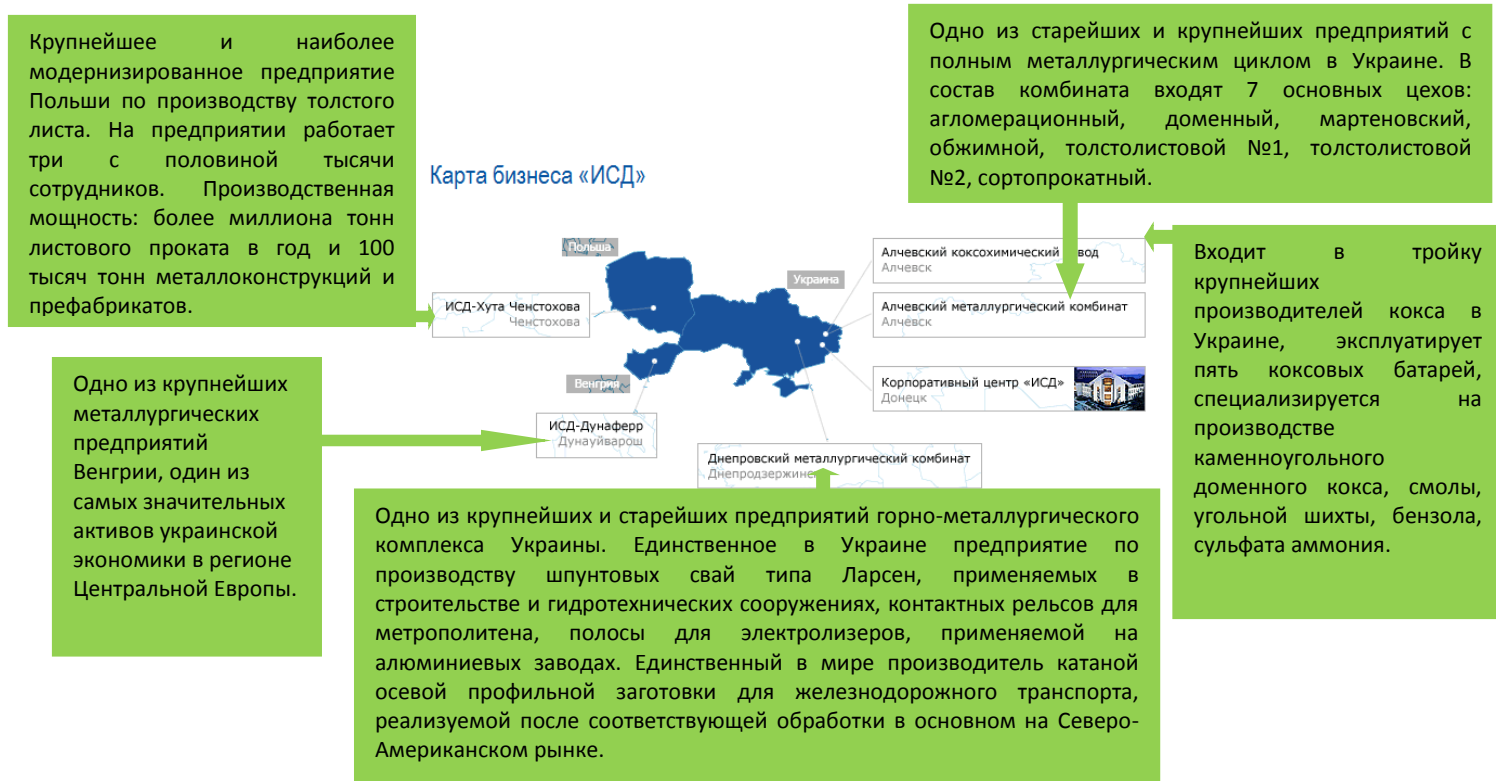 Крупнейшее и наиболее
модернизированное предприятие
Польши по производству толстого
листа. На предприятии работает
три с половиной тысячи
сотрудников. Производственная
мощность: более миллиона тонн
листового проката в год и 100
тысяч тонн металлоконструкций и
префабрикатов.
Одно из старейших и крупнейших предприятий с
полным металлургическим циклом в Украине. В
состав комбината входят 7 основных цехов:
агломерационный, доменный, мартеновский,
обжимной, толстолистовой №1, толстолистовой
№2, сортопрокатный.
Карта бизнеса «ИСД»
Польша
Украина
Венгрия
Алчевский коксохимический
Алчевск
Алчевский металлургический комбинат
Алчевск
Корпоративный центр «ИСД»
Донецк
ИСД-Хута Ченстохова
Ченстохова
ИСД-Дунаферр
Дунауйварош
Днепровский металлургический комбинат
Входит в тройку
крупнейших
производителей кокса в
Украине, эксплуатирует
пять коксовых батарей,
специализируется на
производстве
каменноугольного
доменного кокса, смолы,
угольной шихты, бензола,
сульфата аммония.
Одно из крупнейших
металлургических
предприятий
Венгрии, один из
самых значительных
активов украинской
экономики в регионе
Центральной Европы.
Одно из крупнейших и старейших предприятий горно-металлургического
комплекса Украины. Единственное в Украине предприятие по
производству шпунтовых свай типа Ларсен, применяемых в
строительстве и гидротехнических сооружениях, контактных рельсов для
метрополитена, полосы для электролизеров, применяемой на
алюминиевых заводах. Единственный в мире производитель катаной
осевой профильной заготовки для железнодорожного транспорта,
реализуемой после соответствующей обработки в основном на Северо-
Американском рынке.